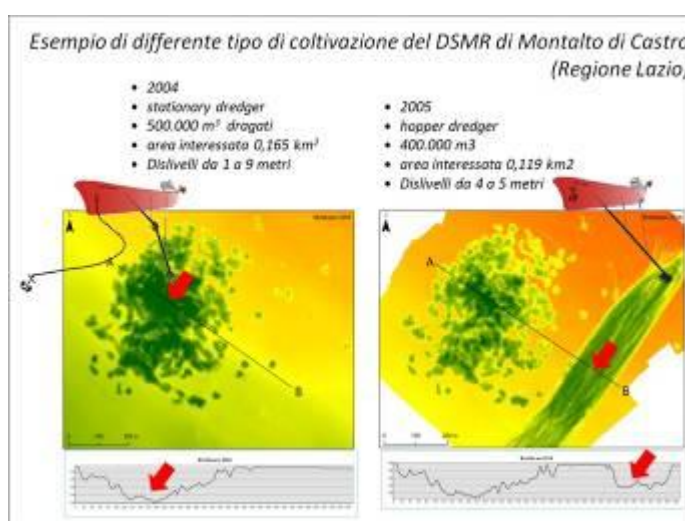 Esempio di differente tipo di coltivazione del DSMR di Montalto di Castro
(Regione Lazio)
• 2004
• stationary dredger
• 500.000 m³ dragati
• area interessata 0,165 km²
• Dislivelli da 1 a 9 metri
• 2005
• hopper dredger
• 400.000 m3
• area interessata 0,119 km2
• Dislivelli da 4 a 5 metri
A
B
A
B